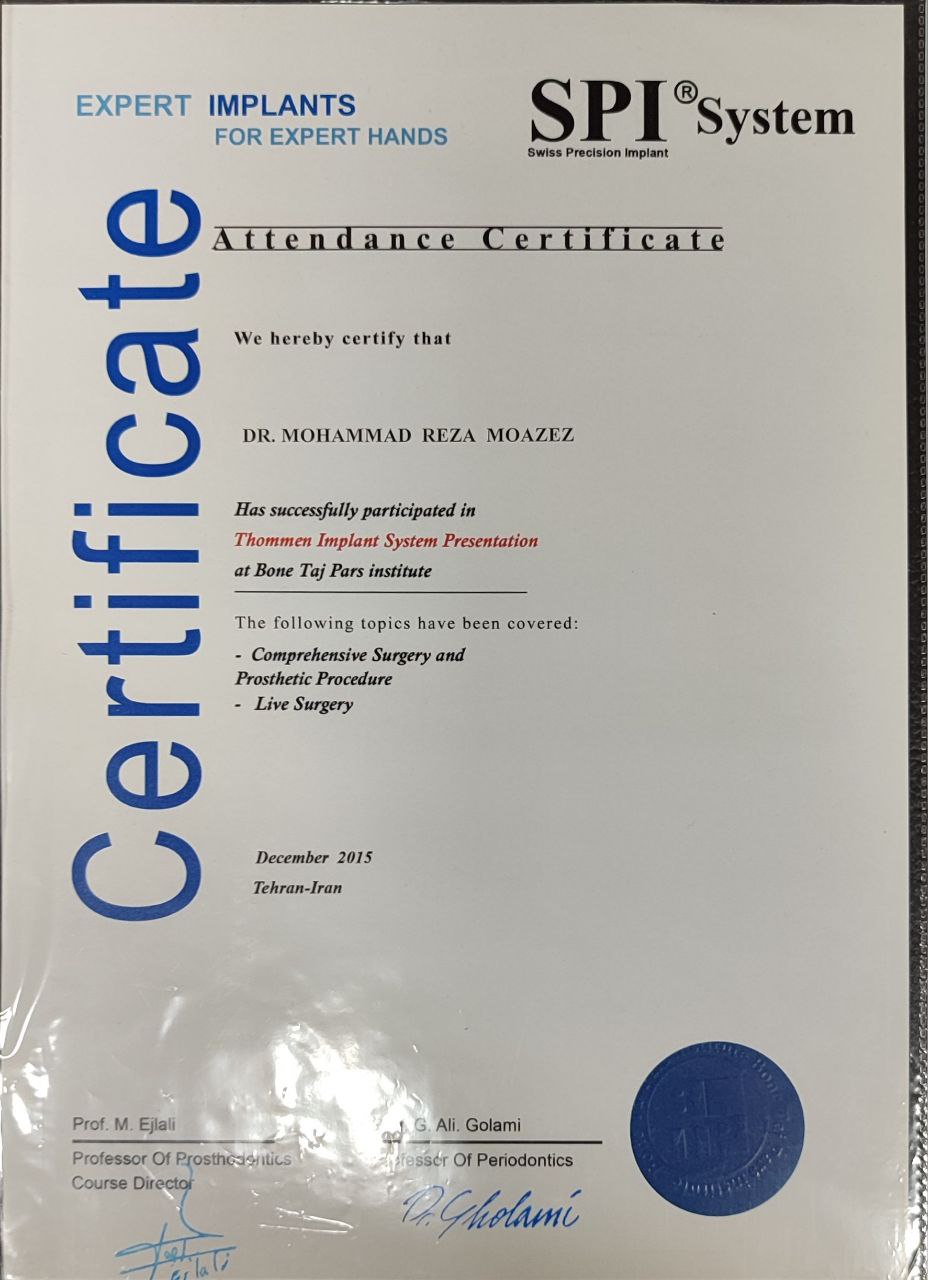 EXPERT IMPLANTS
FOR EXPERT HANDS
SPI® System
Swiss Precision Implant
Certificate
Attendance Certificate
We hereby certify that
DR. MOHAMMAD REZA MOAZEZ
Has successfully participated in
Thommen Implant System Presentation
at Bone Taj Pars institute
The following topics have been covered:
- Comprehensive Surgery and
Prosthetic Procedure
- Live Surgery
December 2015
Tehran-Iran
Prof. M. Ejlali
Professor Of Prosthodontics
Course Director
Ejlali
G. Ali. Golami
Of Periodontics
Dr. Gholami